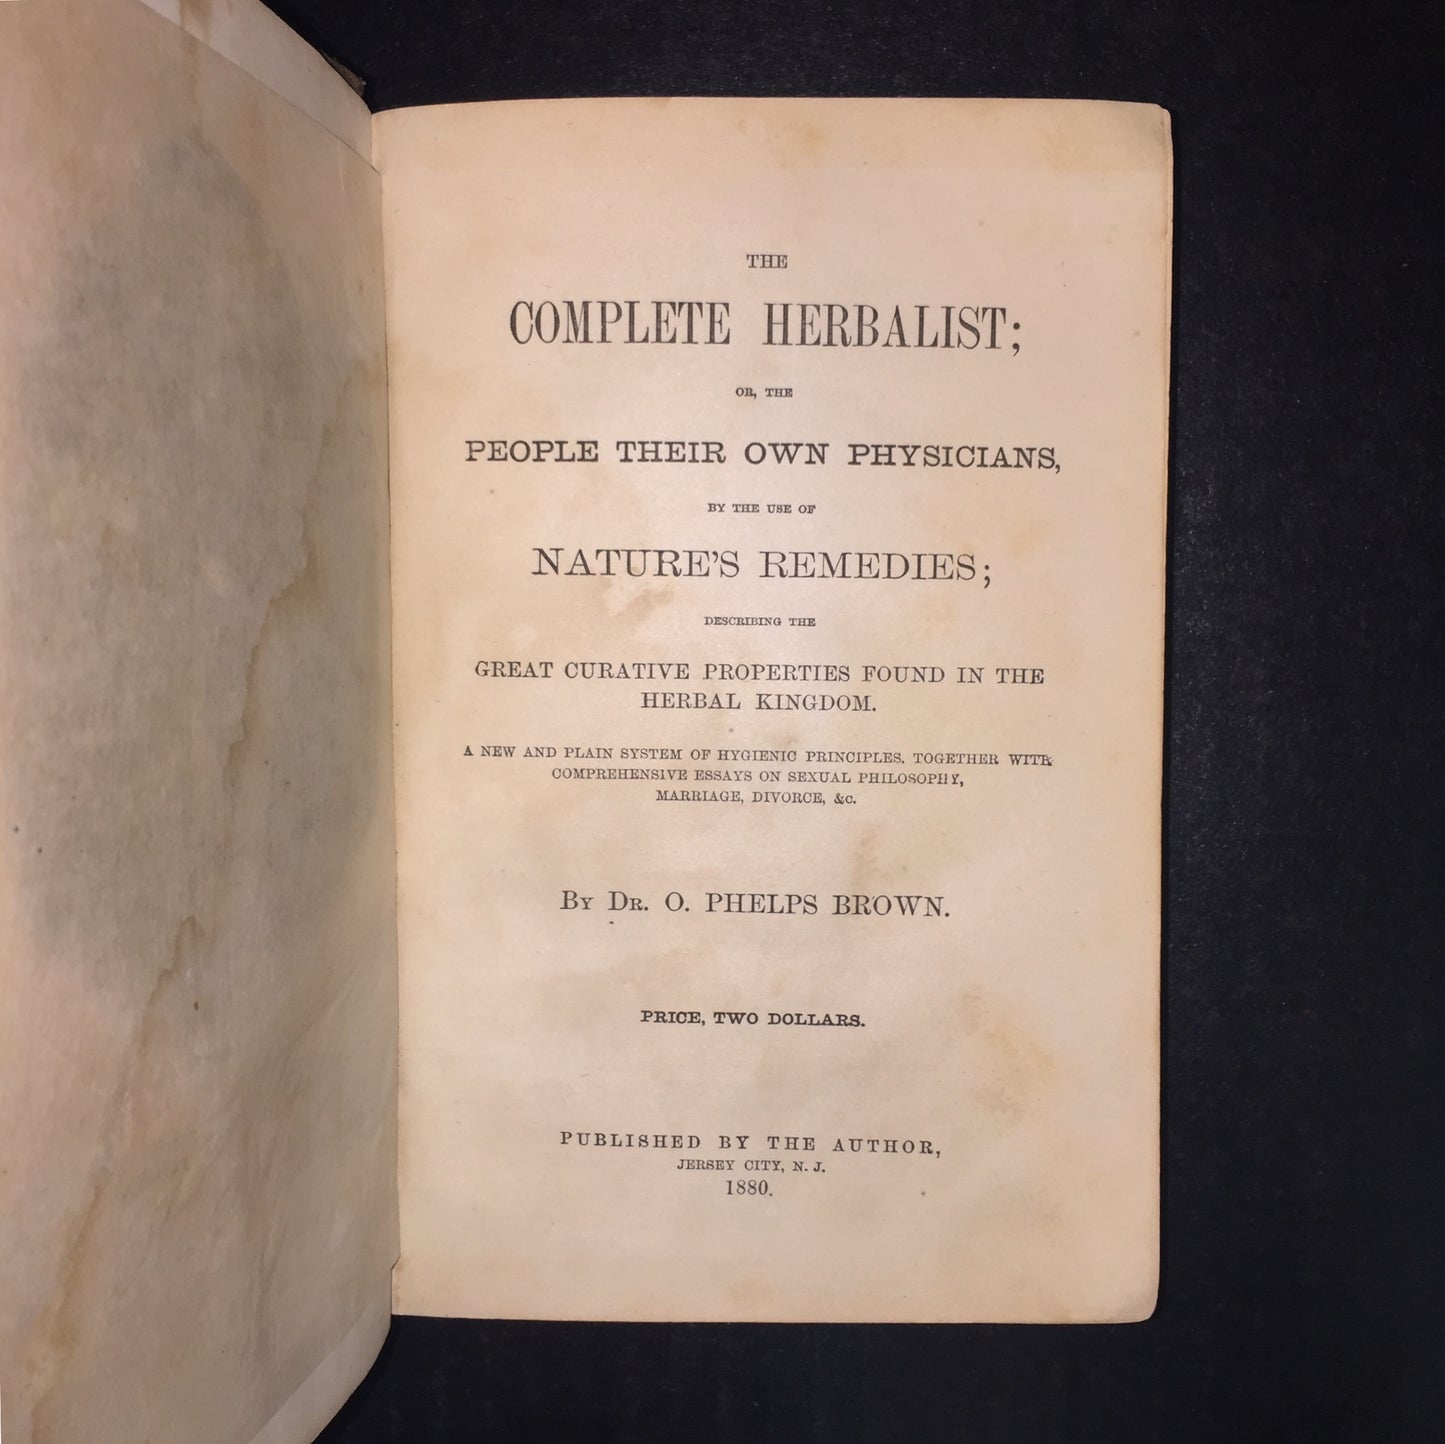 THE
COMPLETE HERBALIST;
OR, THE
PEOPLE THEIR OWN PHYSICIANS,
BY THE USE OF
NATURE'S REMEDIES;
DESCRIBING THE
GREAT CURATIVE PROPERTIES FOUND IN THE
HERBAL KINGDOM.
A NEW AND PLAIN SYSTEM OF HYGIENIC PRINCIPLES. TOGETHER WITH
COMPREHENSIVE ESSAYS ON SEXUAL PHILOSOPHY,
MARRIAGE, DIVORCE, &C.
BY DR. O. PHELPS BROWN.
PRICE, TWO DOLLARS.
PUBLISHED BY THE AUTHOR,
JERSEY CITY, N. J.
1880.